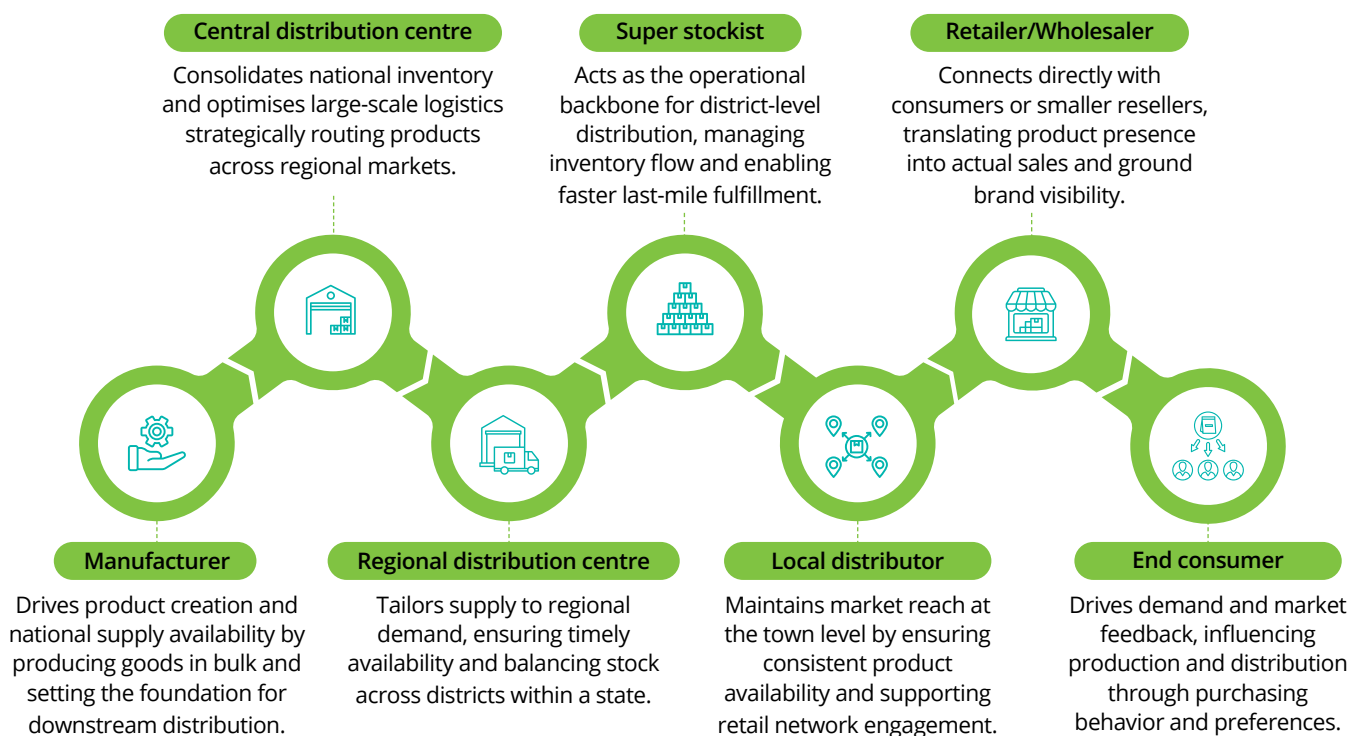 Central distribution centre
Consolidates national inventory
and optimises large-scale logistics
strategically routing products
across regional markets.
Super stockist
Acts as the operational
backbone for district-level
distribution, managing
inventory flow and enabling
faster last-mile fulfillment.
Retailer/Wholesaler
Connects directly with
consumers or smaller resellers,
translating product presence
into actual sales and ground
brand visibility.
Manufacturer
Drives product creation and
national supply availability by
producing goods in bulk and
setting the foundation for
downstream distribution.
Regional distribution centre
Tailors supply to regional
demand, ensuring timely
availability and balancing stock
across districts within a state.
Local distributor
Maintains market reach at
the town level by ensuring
consistent product
availability and supporting
retail network engagement.
End consumer
Drives demand and market
feedback, influencing
production and distribution
through purchasing
behavior and preferences.